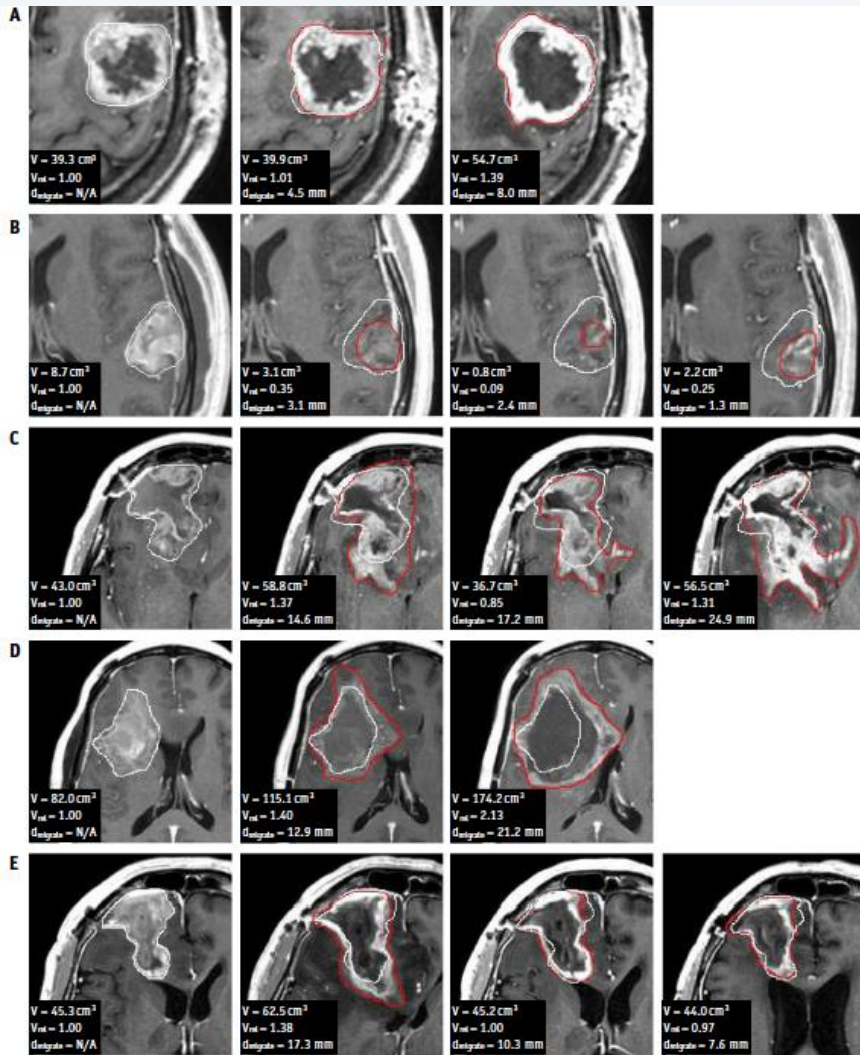 A
V = 39.3 cm³
Vrel = 1.00
dmigrate = N/A
V = 39.9 cm³
Vrel = 1.01
dmigrate = 4.5 mm
V = 54.7 cm³
Vrel = 1.39
dmigrate = 8.0 mm
B
V = 8.7 cm³
Vrel = 1.00
dmigrate = N/A
V = 3.1 cm³
Vrel = 0.35
dmigrate = 3.1 mm
V = 0.8 cm³
Vrel = 0.09
dmigrate = 2.4 mm
V = 2.2 cm³
Vrel = 0.25
dmigrate = 1.3 mm
C
V = 43.0 cm³
Vrel = 1.00
dmigrate = N/A
V = 58.8 cm³
Vrel = 1.37
dmigrate = 14.6 mm
V = 36.7 cm³
Vrel = 0.85
dmigrate = 17.2 mm
V = 56.5 cm³
Vrel = 1.31
dmigrate = 24.9 mm
D
V = 82.0 cm³
Vrel = 1.00
dmigrate = N/A
V = 115.1 cm³
Vrel = 1.40
dmigrate = 12.9 mm
V = 174.2 cm³
Vrel = 2.13
dmigrate = 21.2 mm
E
V = 45.3 cm³
Vrel = 1.00
dmigrate = N/A
V = 62.5 cm³
Vrel = 1.38
dmigrate = 17.3 mm
V = 45.2 cm³
Vrel = 1.00
dmigrate = 10.3 mm
V = 44.0 cm³
Vrel = 0.97
dmigrate = 7.6 mm